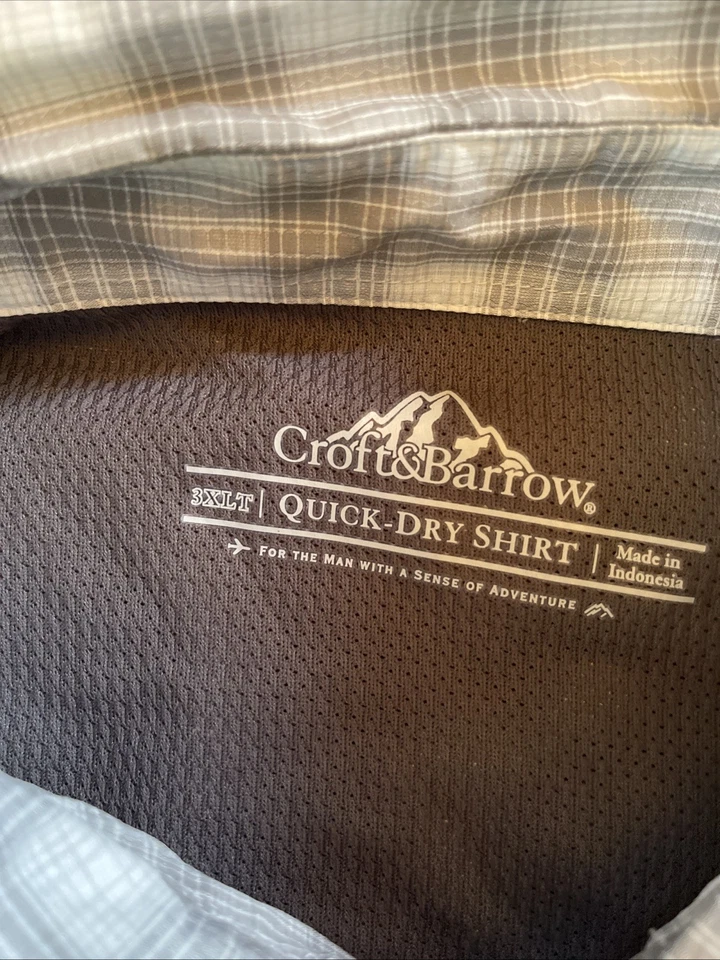 Croft&Barrow®
3XLT | QUICK-DRY SHIRT | Made in
Indonesia
FOR THE MAN WITH A SENSE OF ADVENTURE